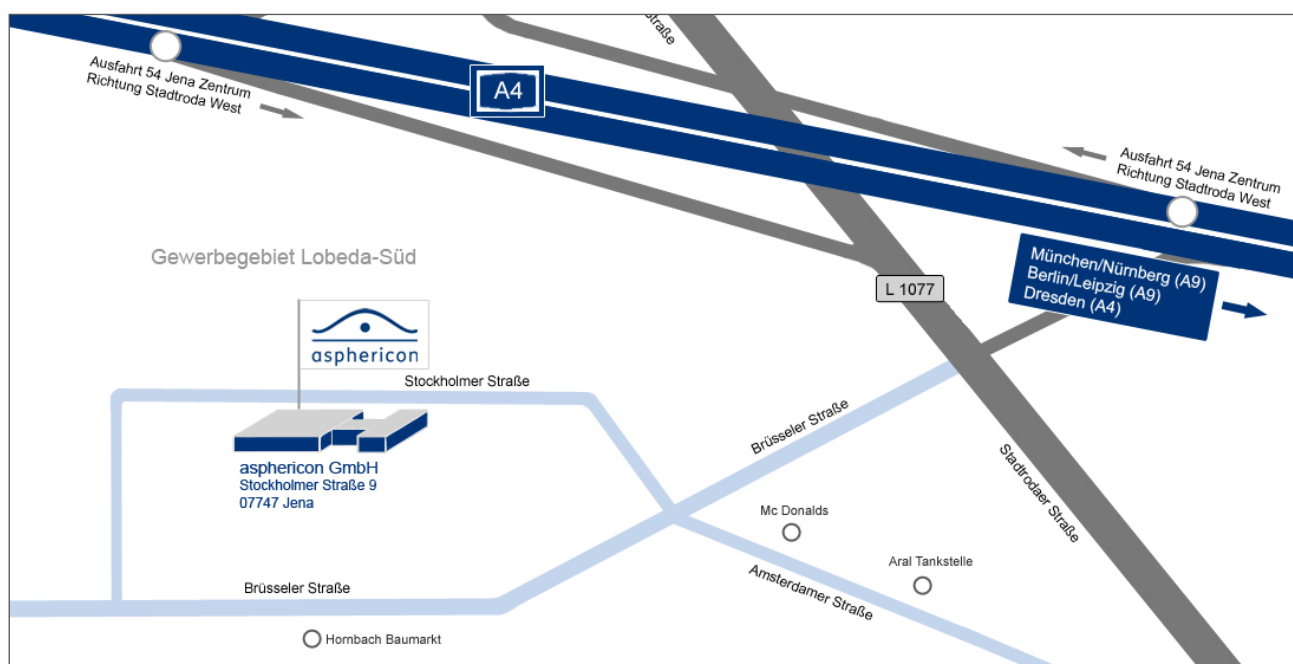 straße
Ausfahrt 54 Jena Zentrum
Richtung Stadtroda West
A4
Ausfahrt 54 Jena Zentrum
Richtung Stadtroda West
Gewerbegebiet Lobeda-Süd
München/Nürnberg (A9)
Berlin/Leipzig (A9)
Dresden (A4)
L 1077
asphericon
Stockholmer Straße
Brüsseler Straße
Stadtrodaer Straße
asphericon GmbH
Stockholmer Straße 9
07747 Jena
Mc Donalds
Aral Tankstelle
Amsterdamer Straße
Brüsseler Straße
Hornbach Baumarkt